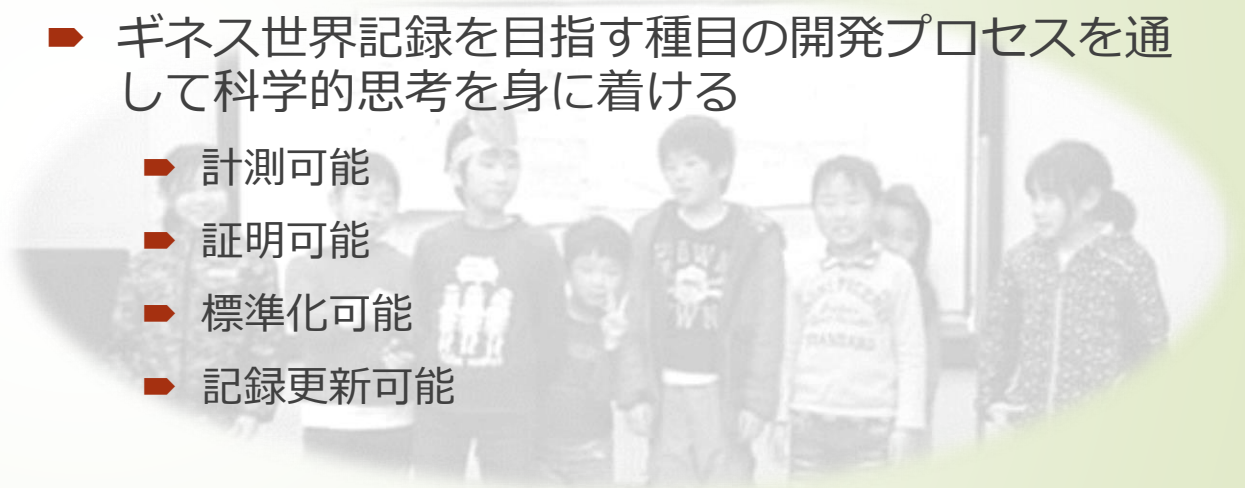 ギネス世界記録を目指す種目の開発プロセスを通
して科学的思考を身に着ける
計測可能
証明可能
標準化可能
記録更新可能